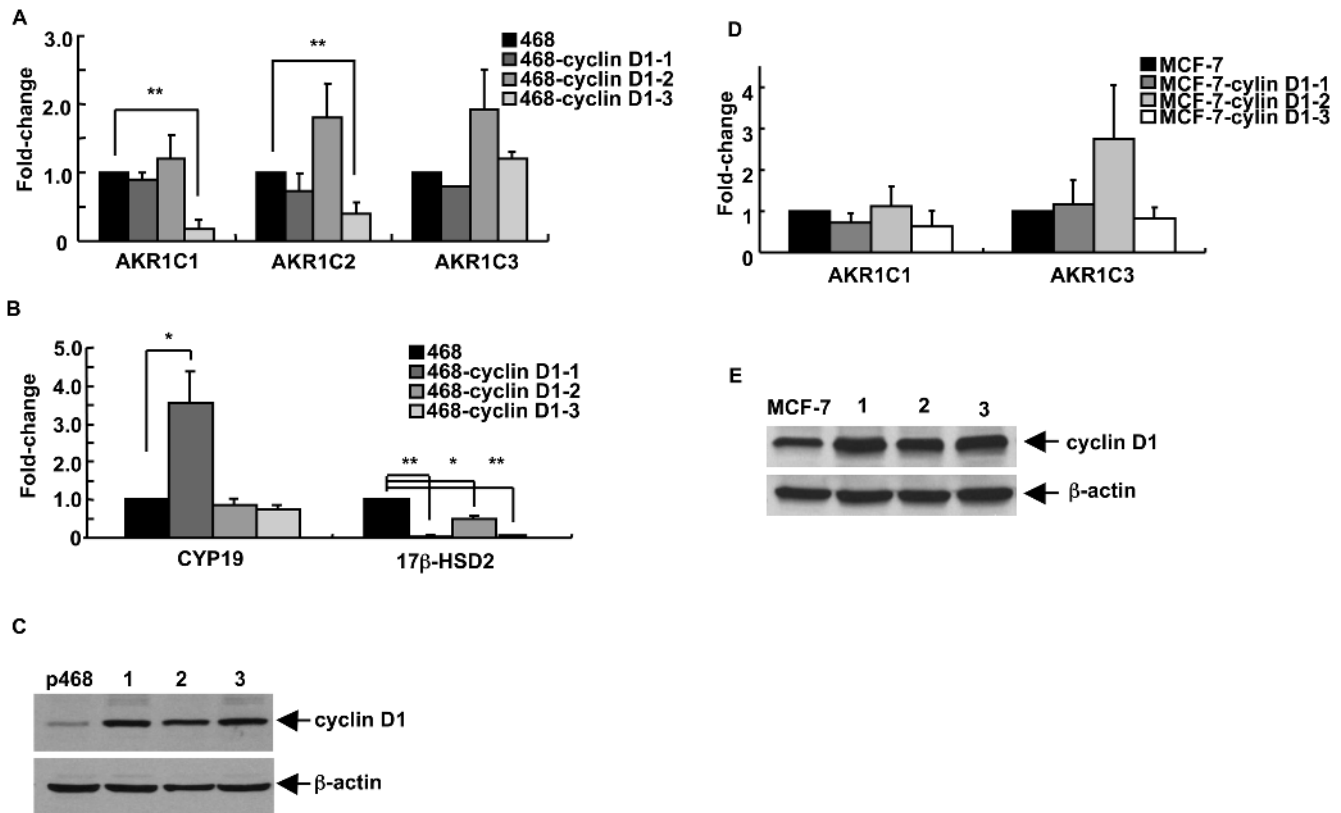 A
3.0
2.0
1.0
0
Fold-change
**
**
468
468-cyclin D1-1
468-cyclin D1-2
468-cyclin D1-3
AKR1C1
AKR1C2
AKR1C3
B
5.0
4.0
3.0
2.0
1.0
0
Fold-change
*
** * **
468
468-cyclin D1-1
468-cyclin D1-2
468-cyclin D1-3
CYP19
17β-HSD2
C
p468 1 2 3
cyclin D1
β-actin
D
4
3
2
1
0
Fold-change
MCF-7
MCF-7-cylin D1-1
MCF-7-cylin D1-2
MCF-7-cylin D1-3
AKR1C1
AKR1C3
E
MCF-7 1 2 3
cyclin D1
β-actin